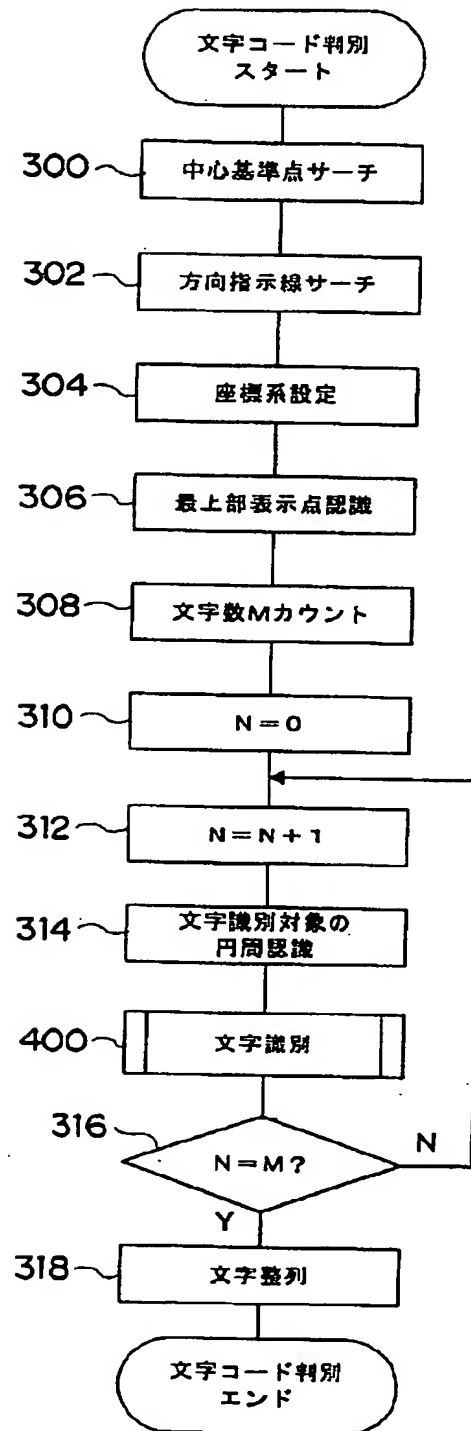 文字コード判別
スタート
300
中心基準点サーチ
302
方向指示線サーチ
304
座標系設定
306
最上部表示点認識
308
文字数Mカウント
310
N=0
312
N=N+1
314
文字識別対象の
円周認識
400
文字識別
316
N=M?
N
Y
318
文字整列
文字コード判別
エンド